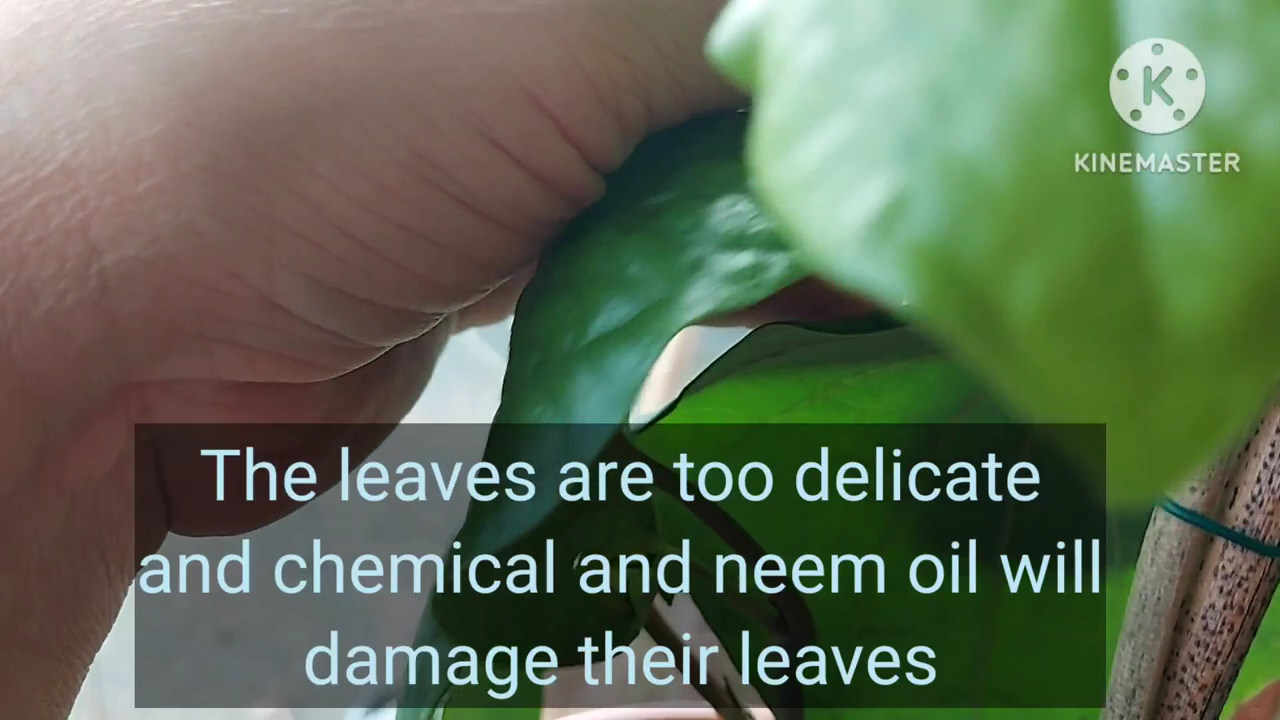 KINEMASTER
The leaves are too delicate
and chemical and neem oil will
damage their leaves